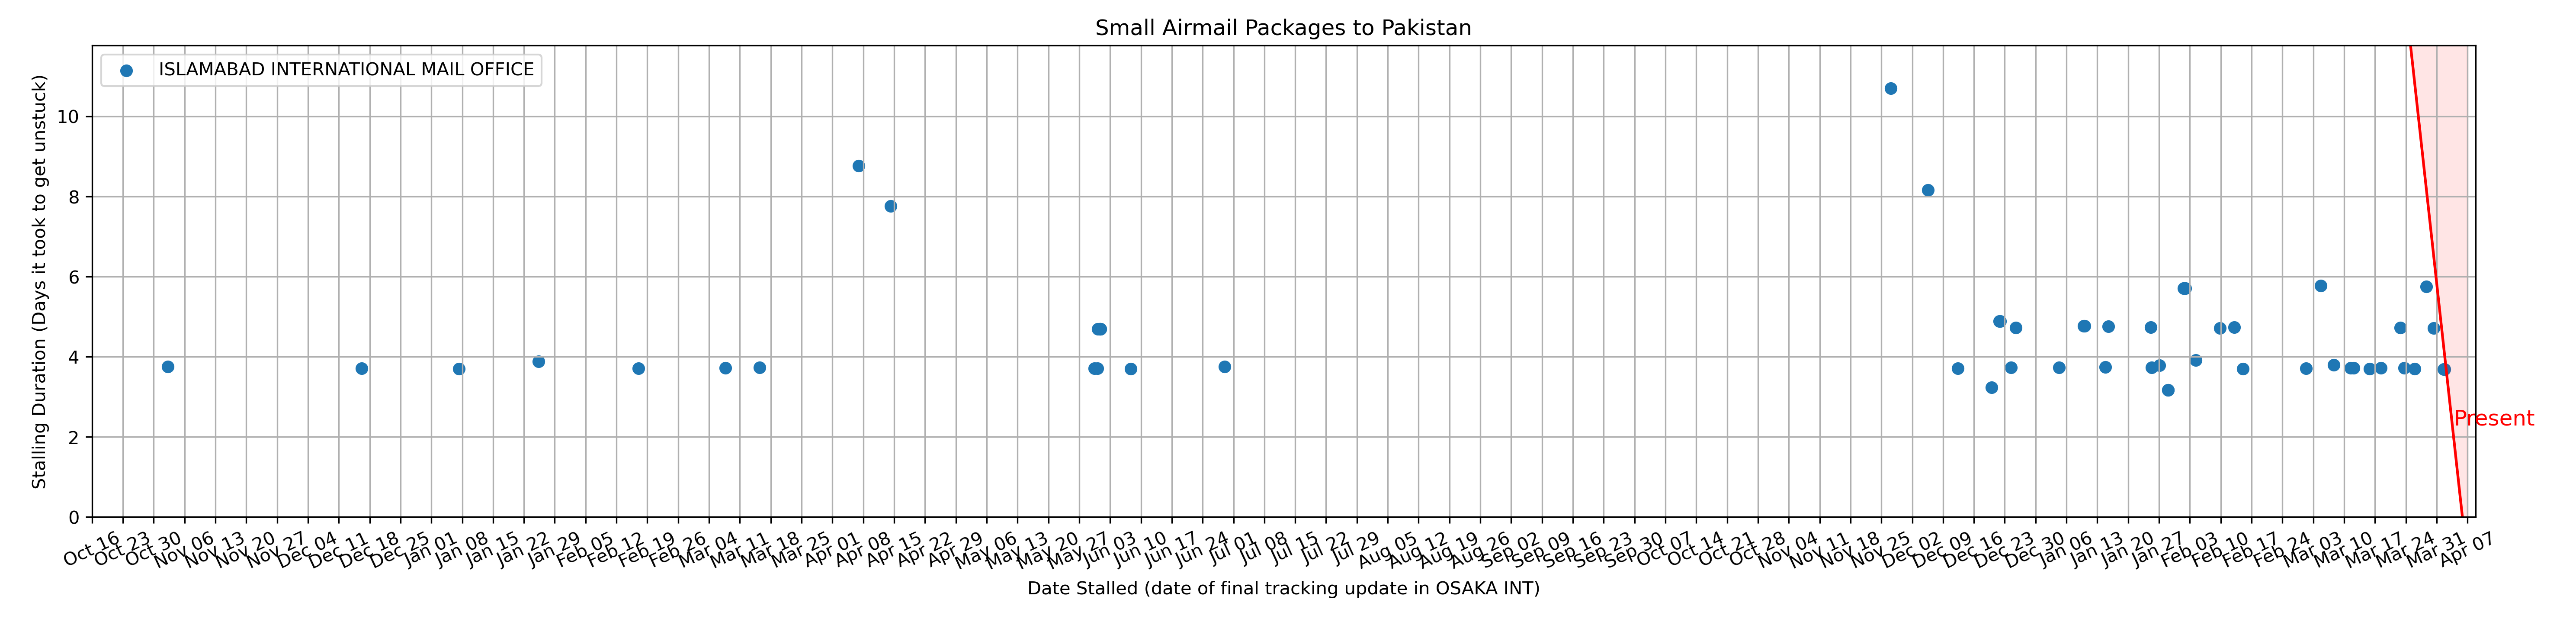 Small Airmail Packages to Pakistan
ISLAMABAD INTERNATIONAL MAIL OFFICE
Stalling Duration (Days it took to get unstuck)
10
8
6
4
2
0
Present
Oct 16 Oct 23 Oct 30 Nov 06 Nov 13 Nov 20 Nov 27 Dec 04 Dec 11 Dec 18 Dec 25 Jan 01 Jan 08 Jan 15 Jan 22 Jan 29 Feb 05 Feb 12 Feb 19 Feb 26 Mar 04 Mar 11 Mar 18 Mar 25 Apr 01 Apr 08 Apr 15 Apr 22 Apr 29 May 06 May 13 May 20 May 27 Jun 03 Jun 10 Jun 17 Jun 24 Jul 01 Jul 08 Jul 15 Jul 22 Jul 29 Aug 05 Aug 12 Aug 19 Aug 26 Sep 02 Sep 09 Sep 16 Sep 23 Sep 30 Oct 07 Oct 14 Oct 21 Oct 28 Nov 04 Nov 11 Nov 18 Nov 25 Dec 02 Dec 09 Dec 16 Dec 23 Dec 30 Jan 06 Jan 13 Jan 20 Jan 27 Feb 03 Feb 10 Feb 17 Feb 24 Mar 03 Mar 10 Mar 17 Mar 24 Mar 31 Apr 07
Date Stalled (date of final tracking update in OSAKA INT)